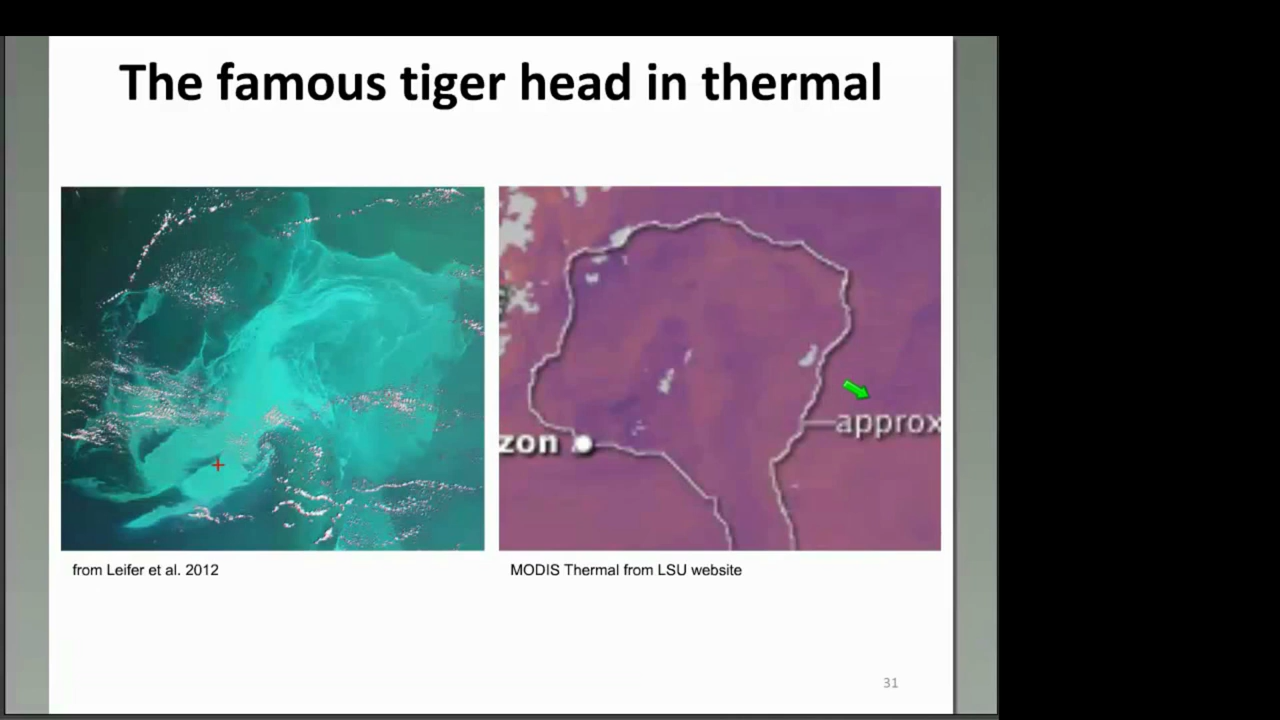 The famous tiger head in thermal
zon
approx
from Leifer et al. 2012
MODIS Thermal from LSU website
31